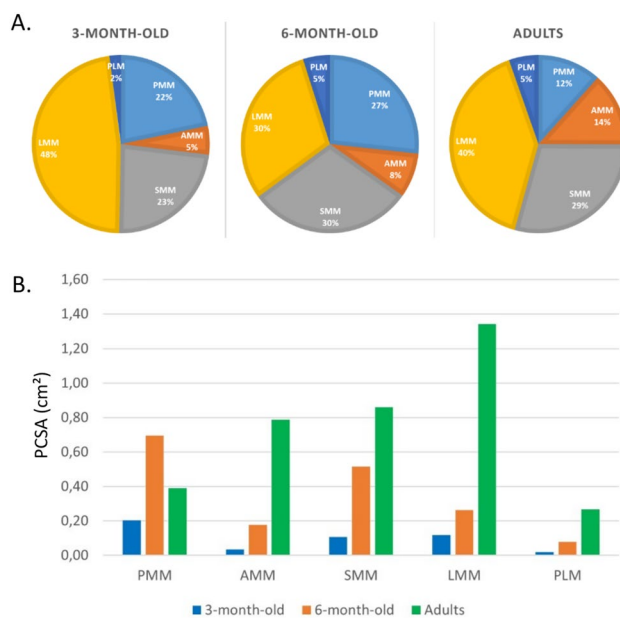 A.
3-MONTH-OLD
6-MONTH-OLD
ADULTS
PLM
2%
PMM
22%
AMM
5%
SMM
23%
LMM
48%
PLM
5%
PMM
27%
AMM
8%
SMM
30%
LMM
30%
PLM
5%
PMM
12%
AMM
14%
SMM
29%
LMM
40%
B.
PCSA (cm²)
1,60
1,40
1,20
1,00
0,80
0,60
0,40
0,20
0,00
PMM
AMM
SMM
LMM
PLM
3-month-old
6-month-old
Adults